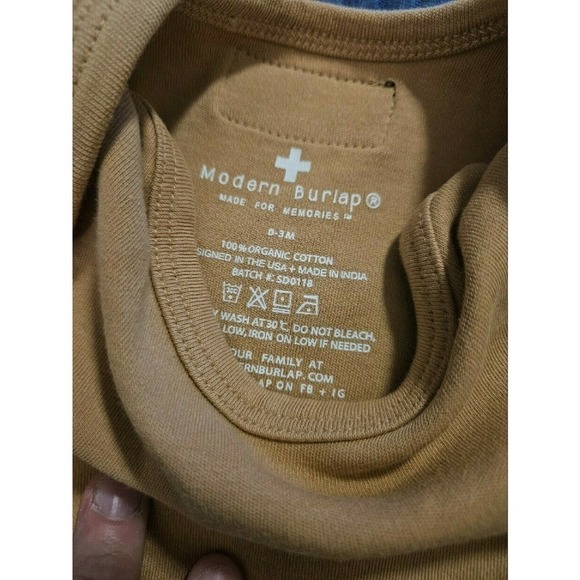 Modern Burlap®
MADE FOR MEMORIES™
0-3M
100% ORGANIC COTTON
SIGNED IN THE USA + MADE IN INDIA
BATCH #: SD0118
WASH AT 30℃, DO NOT BLEACH,
LOW, IRON ON LOW IF NEEDED
OUR FAMILY AT
ERNBURLAP.COM
AP ON FB + IG